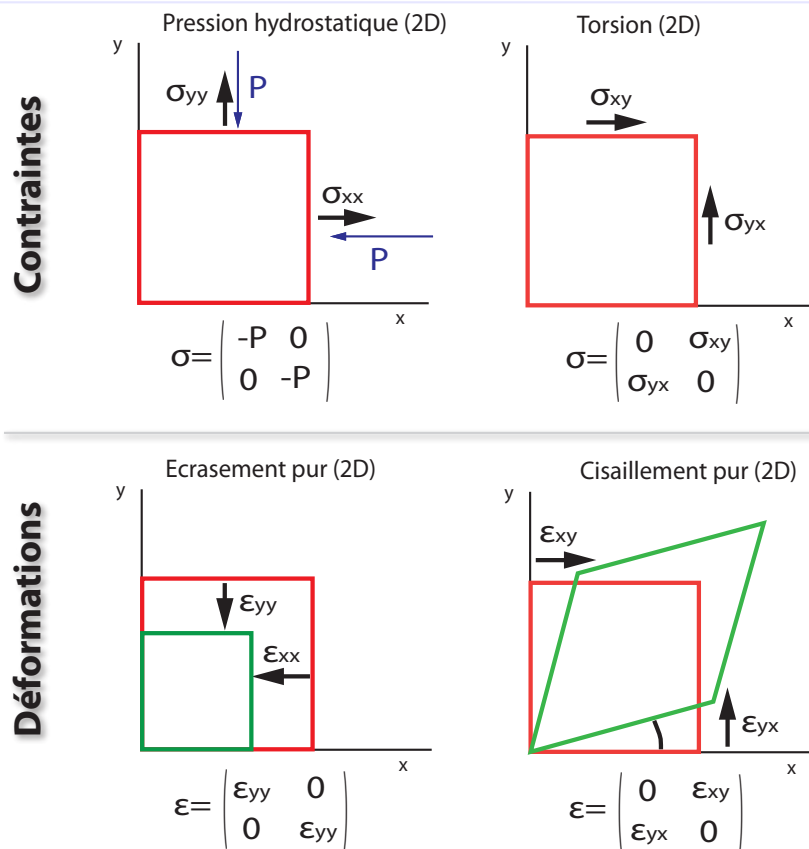 Contraintes
Pression hydrostatique (2D)
y
σyy
P
σxx
P
x
σ= ( -P 0
0 -P )
Torsion (2D)
y
σxy
σyx
x
σ= ( 0 σxy
σyx 0 )
Déformations
Ecrasement pur (2D)
y
εyy
εxx
x
ε= ( εyy 0
0 εyy )
Cisaillement pur (2D)
y
εxy
εyx
x
ε= ( 0 εxy
εyx 0 )